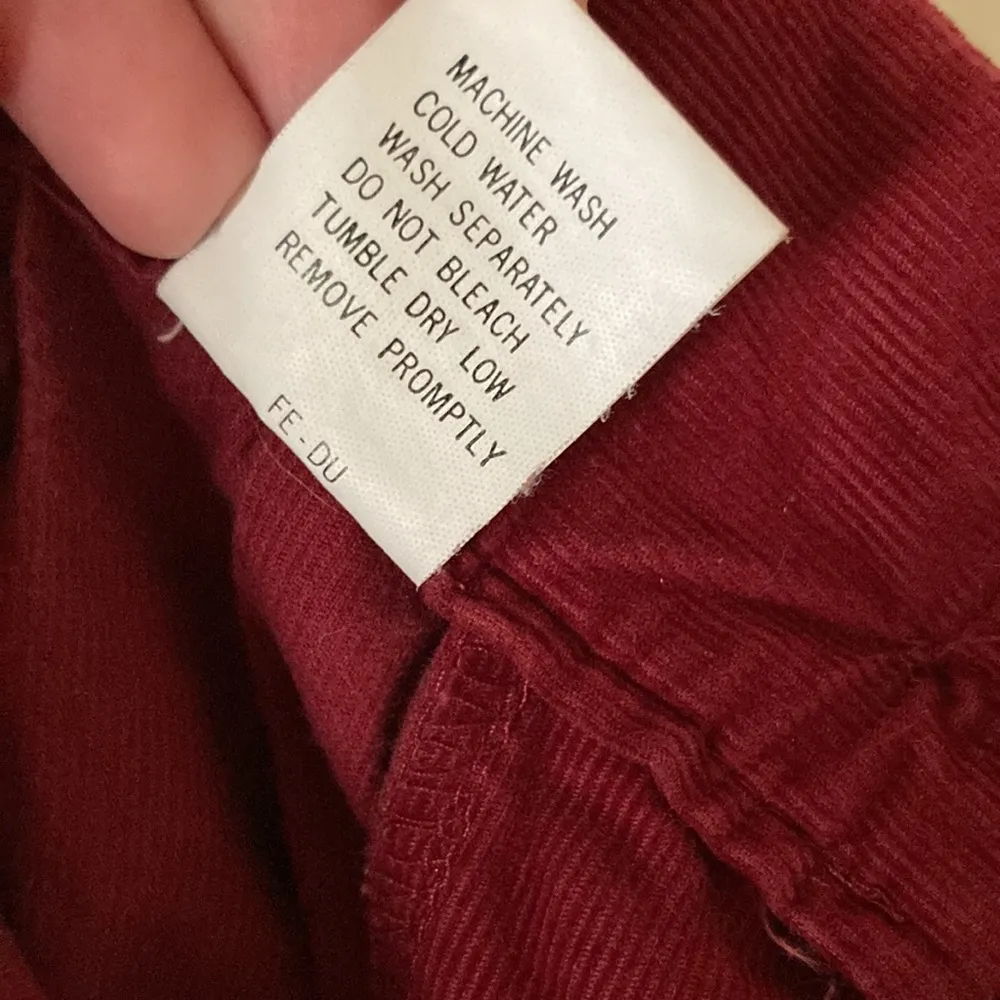 MACHINE WASH
COLD WATER
WASH SEPARATELY
DO NOT BLEACH
TUMBLE DRY LOW
REMOVE PROMPTLY
FE - DU